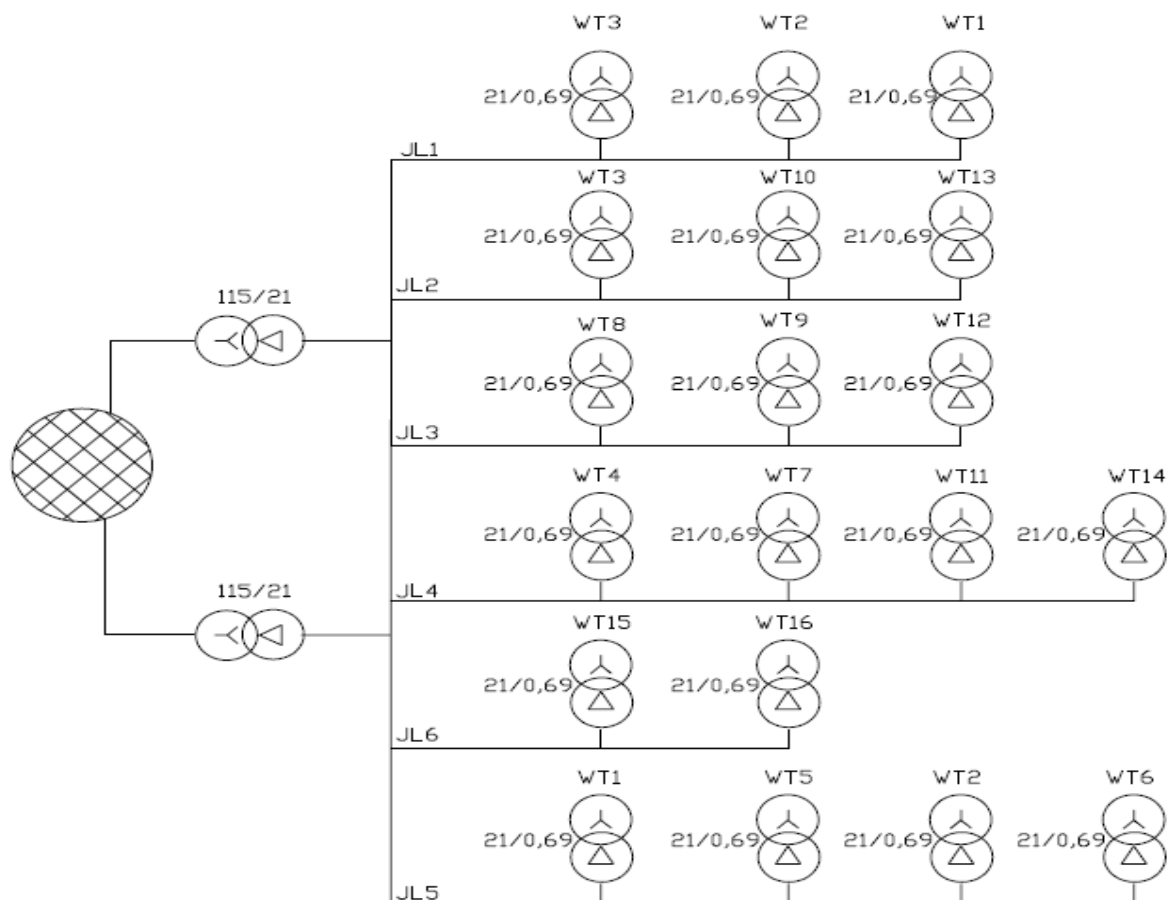 WT3 WT2 WT1
21/0,69 21/0,69 21/0,69
JL1
WT3 WT10 WT13
21/0,69 21/0,69 21/0,69
JL2
115/21
WT8 WT9 WT12
21/0,69 21/0,69 21/0,69
JL3
WT4 WT7 WT11 WT14
21/0,69 21/0,69 21/0,69 21/0,69
JL4
115/21
WT15 WT16
21/0,69 21/0,69
JL6
WT1 WT5 WT2 WT6
21/0,69 21/0,69 21/0,69 21/0,69
JL5